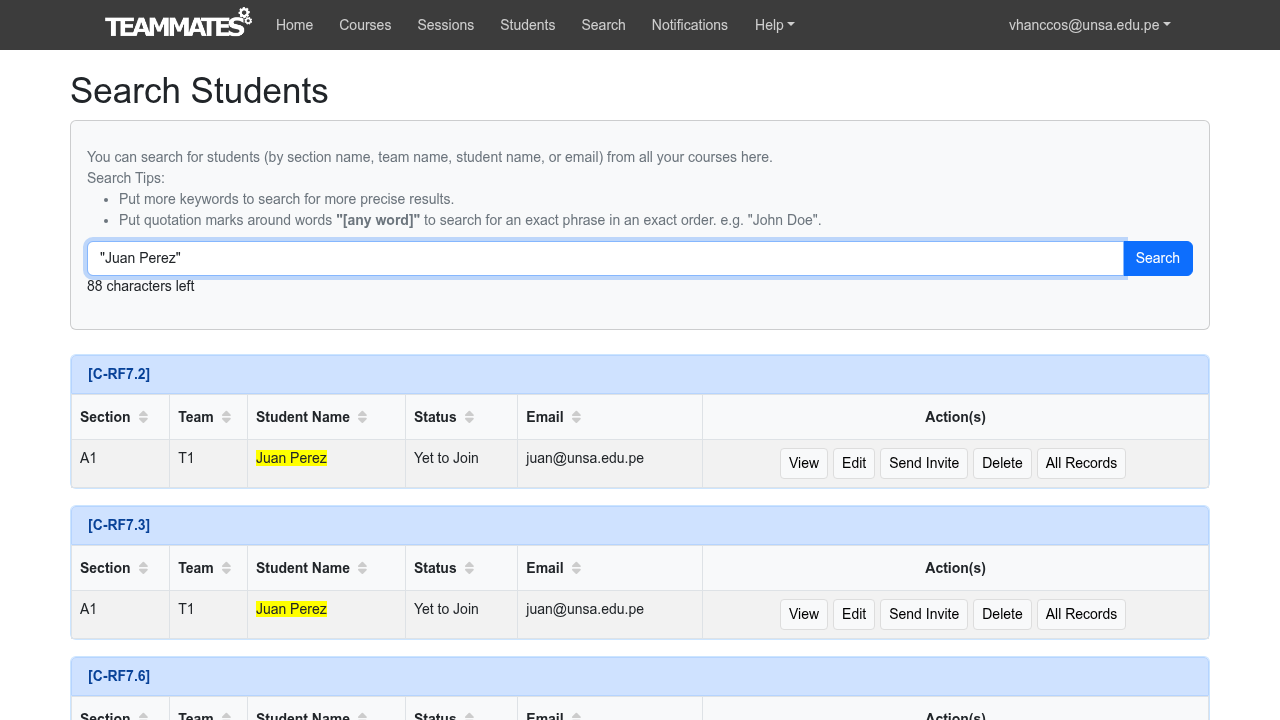 TEAMMATES Home Courses Sessions Students Search Notifications Help vhanccos@unsa.edu.pe
Search Students
You can search for students (by section name, team name, student name, or email) from all your courses here.
Search Tips:
Put more keywords to search for more precise results.
Put quotation marks around words "[any word]" to search for an exact phrase in an exact order. e.g. "John Doe".
"Juan Perez" Search
88 characters left
[C-RF7.2]
Section Team Student Name Status Email Action(s)
A1 T1 Juan Perez Yet to Join juan@unsa.edu.pe View Edit Send Invite Delete All Records
[C-RF7.3]
Section Team Student Name Status Email Action(s)
A1 T1 Juan Perez Yet to Join juan@unsa.edu.pe View Edit Send Invite Delete All Records
[C-RF7.6]
Section Team Student Name Status Email Action(s)